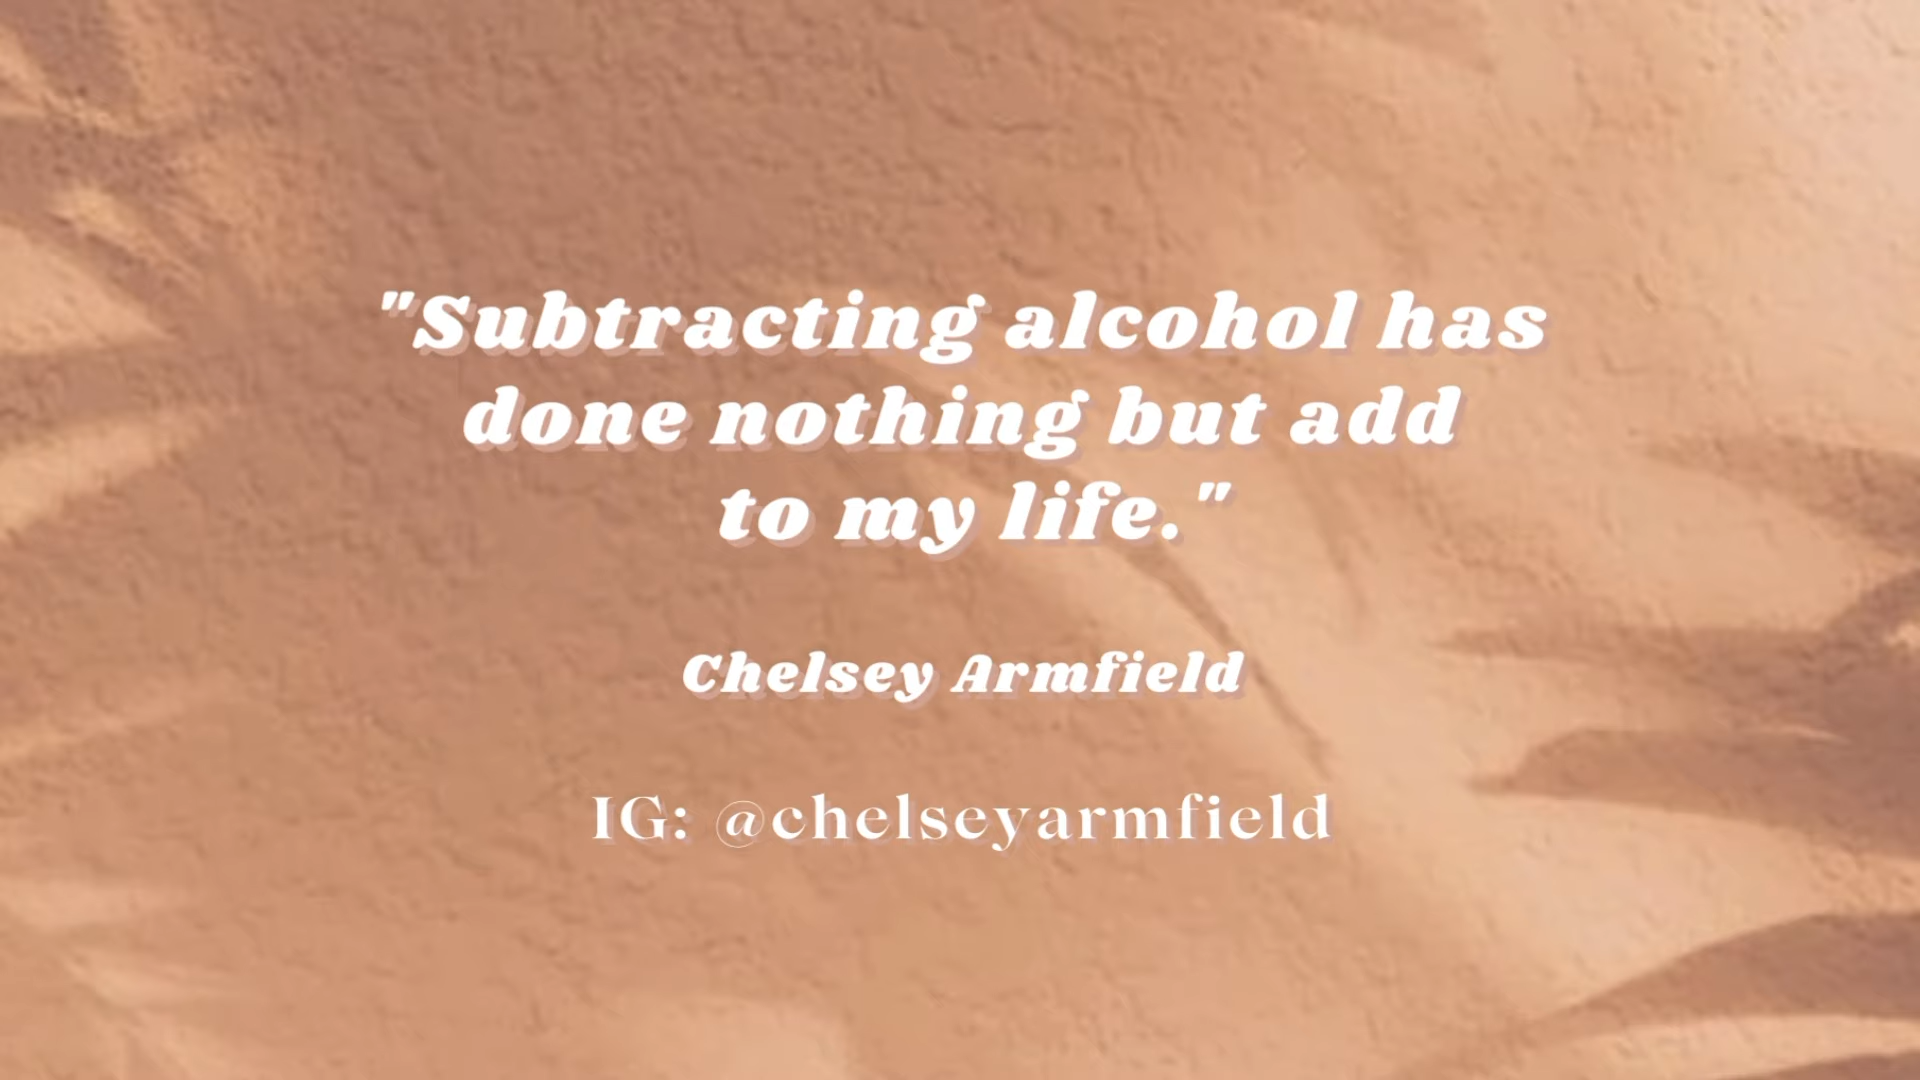 "Subtracting alcohol has
done nothing but add
to my life."
Chelsey Armfield
IG: @chelseyarmfield